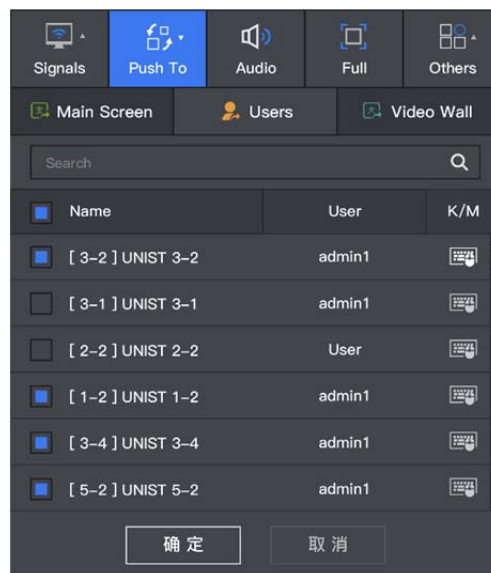 Signals Push To Audio Full Others
Main Screen Users Video Wall
Search
Name User K/M
[ 3-2 ] UNIST 3-2 admin1
[ 3-1 ] UNIST 3-1 admin1
[ 2-2 ] UNIST 2-2 User
[ 1-2 ] UNIST 1-2 admin1
[ 3-4 ] UNIST 3-4 admin1
[ 5-2 ] UNIST 5-2 admin1
确定 取消